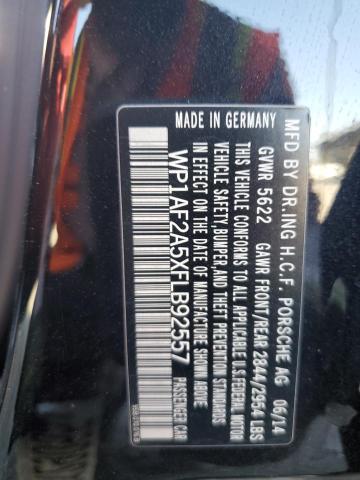 MFD BY DR.ING H.C.F. PORSCHE AG 06/14
GVWR 5622 GAWR FRONT/REAR 2844/2954 LBS
THIS VEHICLE CONFORMS TO ALL APPLICABLE U.S.FEDERAL MOTOR
VEHICLE SAFETY,BUMPER,AND THEFT PREVENTION STANDARDS
IN EFFECT ON THE DATE OF MANUFACTURE SHOWN ABOVE
WP1AF2A5XFLB92557 PASSENGER CAR
MADE IN GERMANY